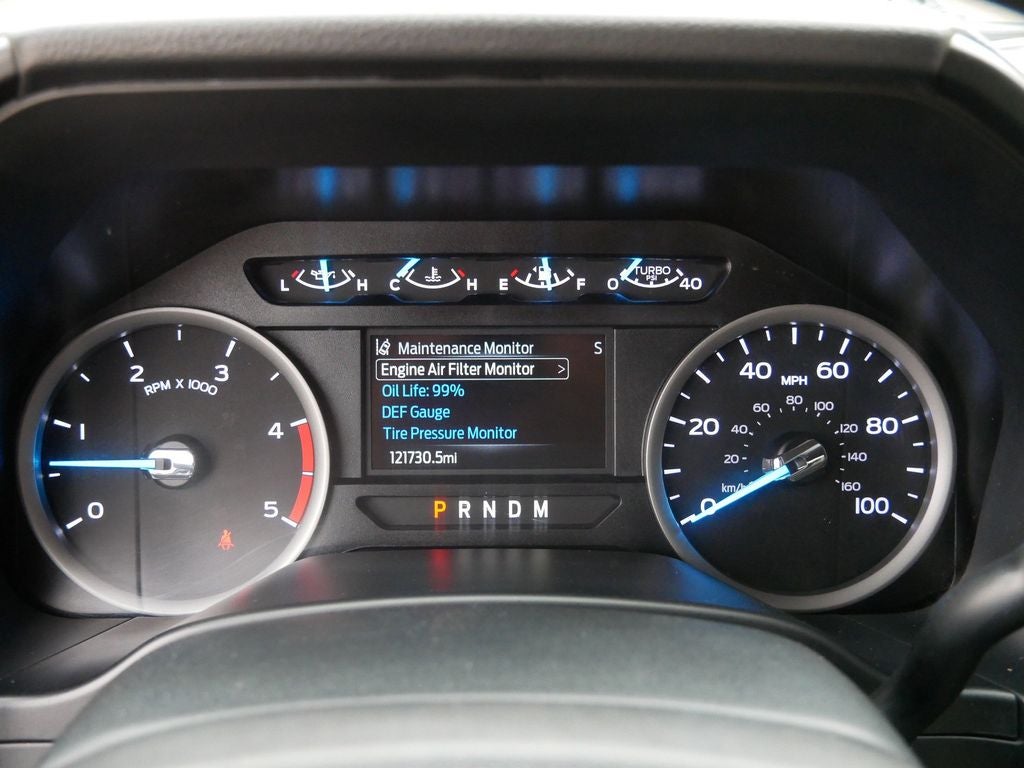 L H C H E F 0 TURBO PSI 40
Maintenance Monitor S
Engine Air Filter Monitor >
Oil Life: 99%
DEF Gauge
Tire Pressure Monitor
121730.5mi
P R N D M
0 1 2 3 4 5
RPM X 1000
0 20 40 60 80 100
MPH
20 40 60 80 100 120 140 160
km/h